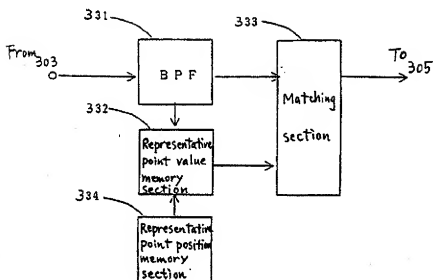 331
333
From
303
To
305
B P F
332
Matching
section
Representative
point value
memory
section
334
Representative
point position
memory
section